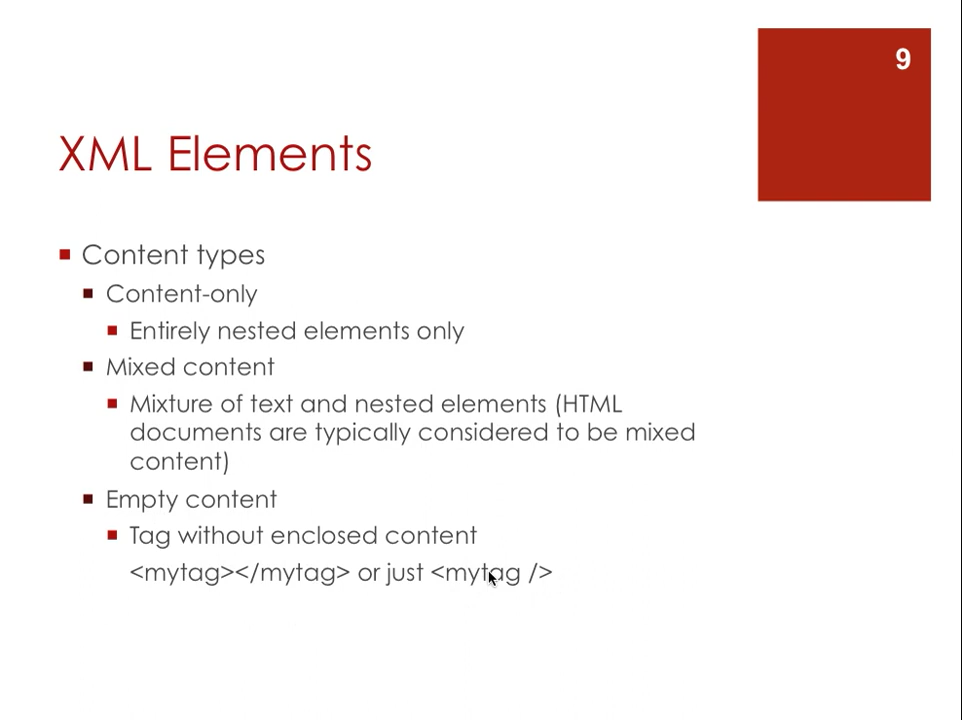 9
XML Elements
Content types
Content-only
Entirely nested elements only
Mixed content
Mixture of text and nested elements (HTML
documents are typically considered to be mixed
content)
Empty content
Tag without enclosed content
<mytag></mytag> or just <mytag />